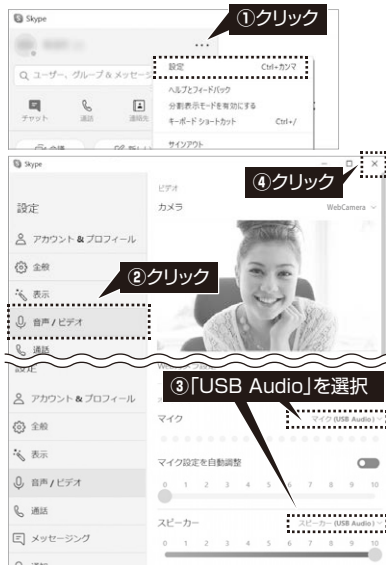 Skype
①クリック
設定 Ctrl+カンマ
ユーザー、グループ & メッセージ
ヘルプとフィードバック
分割表示モードを有効にする
チャット 通話 連絡先
キーボード ショートカット Ctrl+/
サインアウト
Skype
④クリック
ビデオ
設定
カメラ WebCamera
アカウント & プロフィール
全般
②クリック
表示
音声 / ビデオ
通話
設定
③「USB Audio」を選択
アカウント & プロフィール
マイク マイク (USB Audio)
全般
表示
マイク設定を自動調整
音声 / ビデオ
0 1 2 3 4 5 6 7 8 9 10
通話
スピーカー スピーカー (USB Audio)
メッセージング
0 1 2 3 4 5 6 7 8 9 10